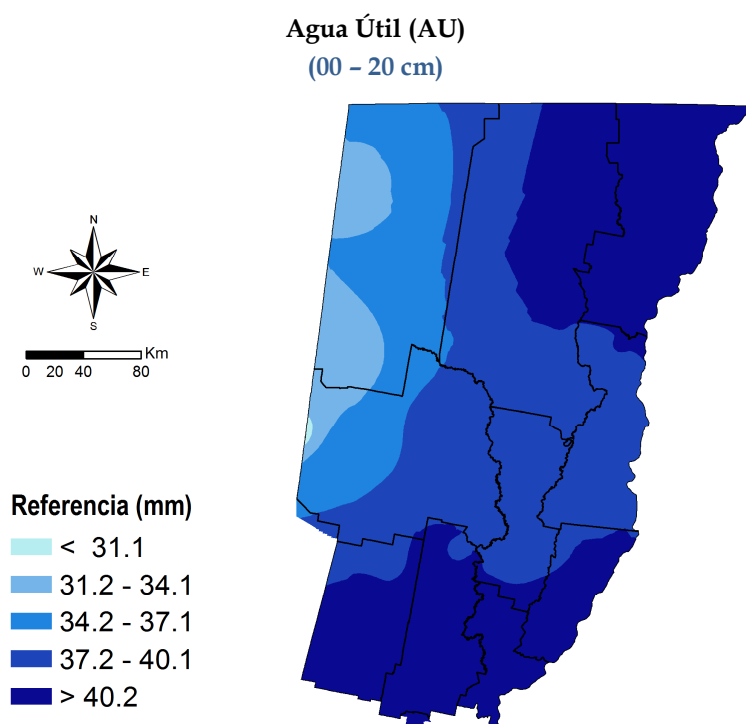 Agua Útil (AU)
(00 – 20 cm)
N
W
E
S
Km
0 20 40 80
Referencia (mm)
< 31.1
31.2 - 34.1
34.2 - 37.1
37.2 - 40.1
> 40.2